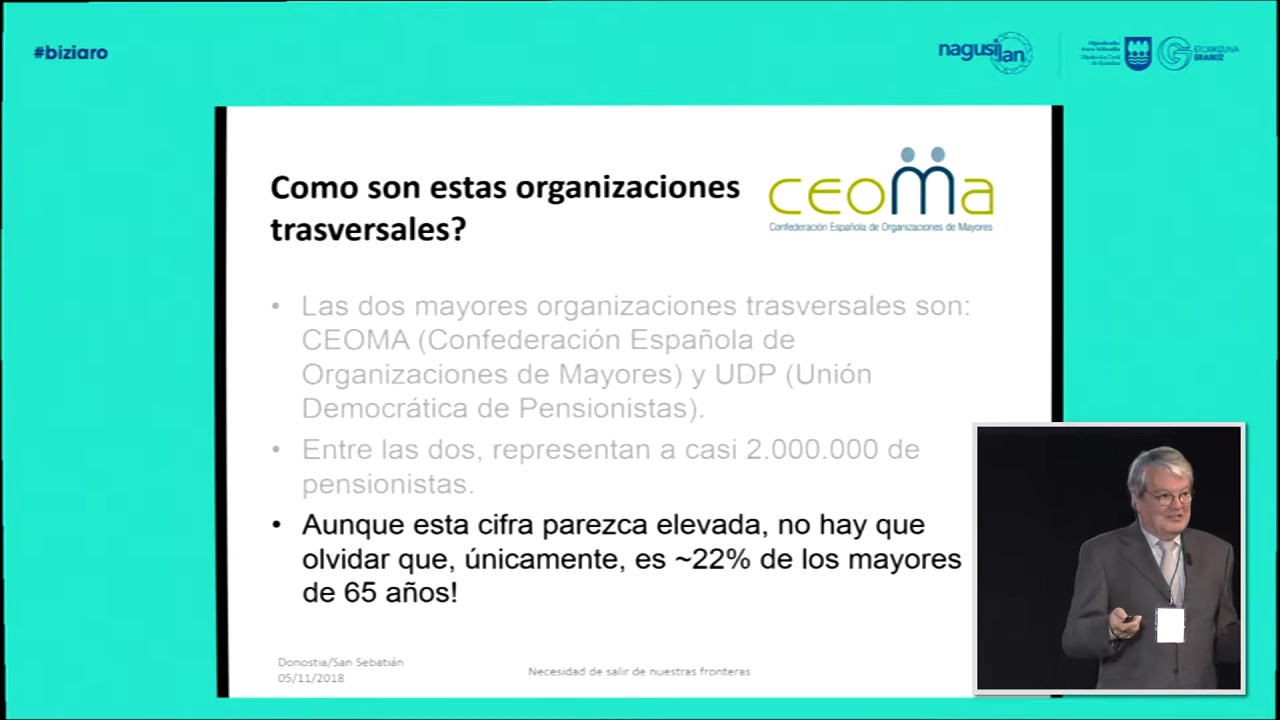 #biziaro
nagusilan
ETORKIZUNA
ERAIKIZ
Como son estas organizaciones
trasversales?
ceoma
Confederación Española de Organizaciones de Mayores
• Las dos mayores organizaciones trasversales son:
CEOMA (Confederación Española de
Organizaciones de Mayores) y UDP (Unión
Democrática de Pensionistas).
• Entre las dos, representan a casi 2.000.000 de
pensionistas.
• Aunque esta cifra parezca elevada, no hay que
olvidar que, únicamente, es ~22% de los mayores
de 65 años!
Donostia/San Sebatián
05/11/2018
Necesidad de salir de nuestras fronteras